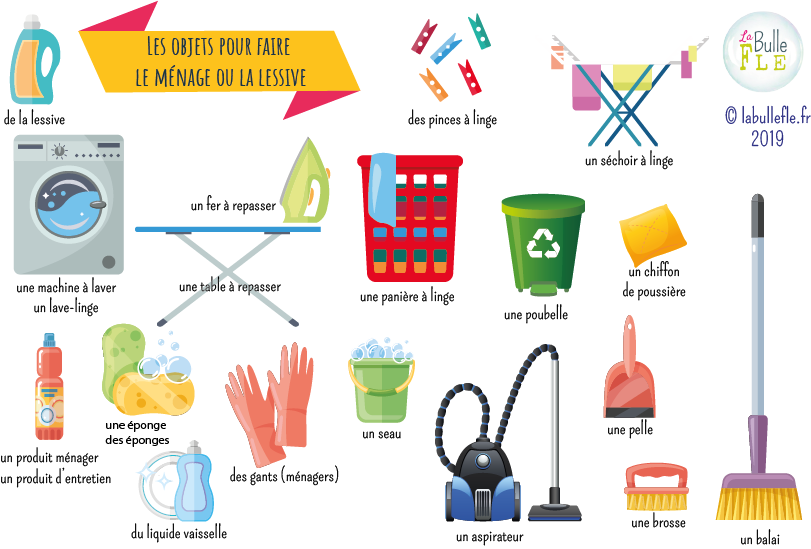 Les objets pour faire
le ménage ou la lessive
La
Bulle
FLE
© labullefle.fr
2019
de la lessive
des pinces à linge
un séchoir à linge
un fer à repasser
une machine à laver
un lave-linge
une table à repasser
une panière à linge
une poubelle
un chiffon
de poussière
un produit ménager
un produit d'entretien
une éponge
des éponges
du liquide vaisselle
des gants (ménagers)
un seau
un aspirateur
une pelle
une brosse
un balai